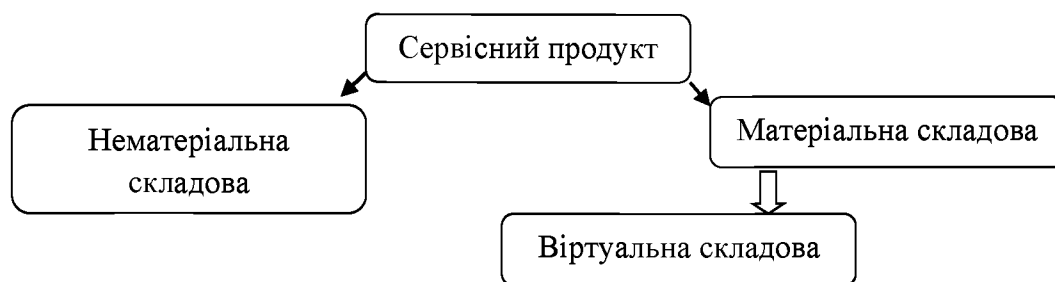 Сервісний продукт
Нематеріальна
складова
Матеріальна складова
Віртуальна складова